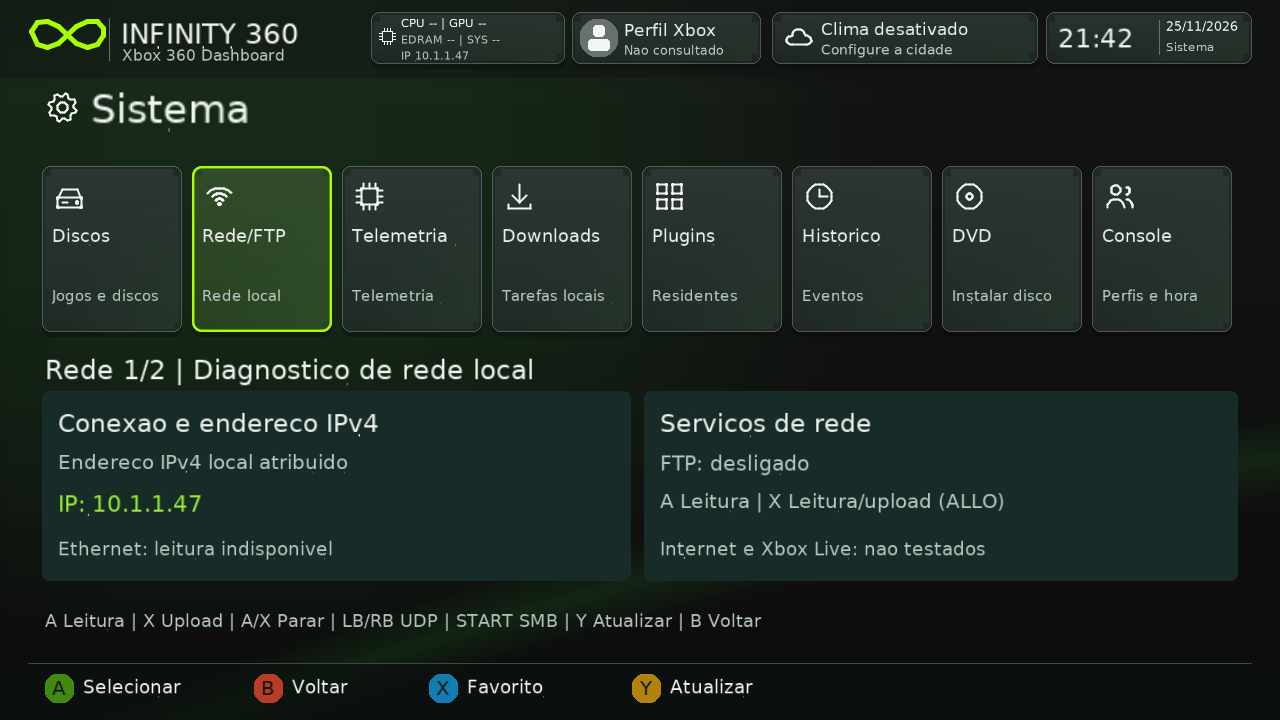 INFINITY 360
Xbox 360 Dashboard
CPU -- | GPU --
EDRAM -- | SYS --
IP 10.1.1.47
Perfil Xbox
Nao consultado
Clima desativado
Configure a cidade
21:42
25/11/2026
Sistema
Sistema
Discos
Jogos e discos
Rede/FTP
Rede local
Telemetria
Telemetria
Downloads
Tarefas locais
Plugins
Residentes
Historico
Eventos
DVD
Instalar disco
Console
Perfis e hora
Rede 1/2 | Diagnostico de rede local
Conexao e endereco IPv4
Endereco IPv4 local atribuido
IP: 10.1.1.47
Ethernet: leitura indisponivel
Servicos de rede
FTP: desligado
A Leitura | X Leitura/upload (ALLO)
Internet e Xbox Live: nao testados
A Leitura | X Upload | A/X Parar | LB/RB UDP | START SMB | Y Atualizar | B Voltar
A Selecionar
B Voltar
X Favorito
Y Atualizar